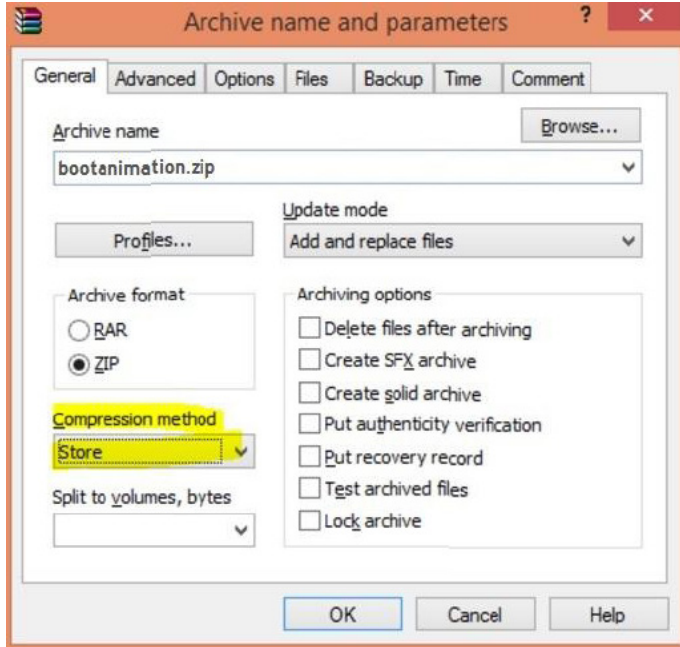 Archive name and parameters ? ×
General Advanced Options Files Backup Time Comment
Archive name
Browse...
bootanimation.zip
Update mode
Profiles... Add and replace files
Archive format
RAR
ZIP
Compression method
Store
Split to volumes, bytes
Archiving options
Delete files after archiving
Create SFX archive
Create solid archive
Put authenticity verification
Put recovery record
Test archived files
Lock archive
OK Cancel Help